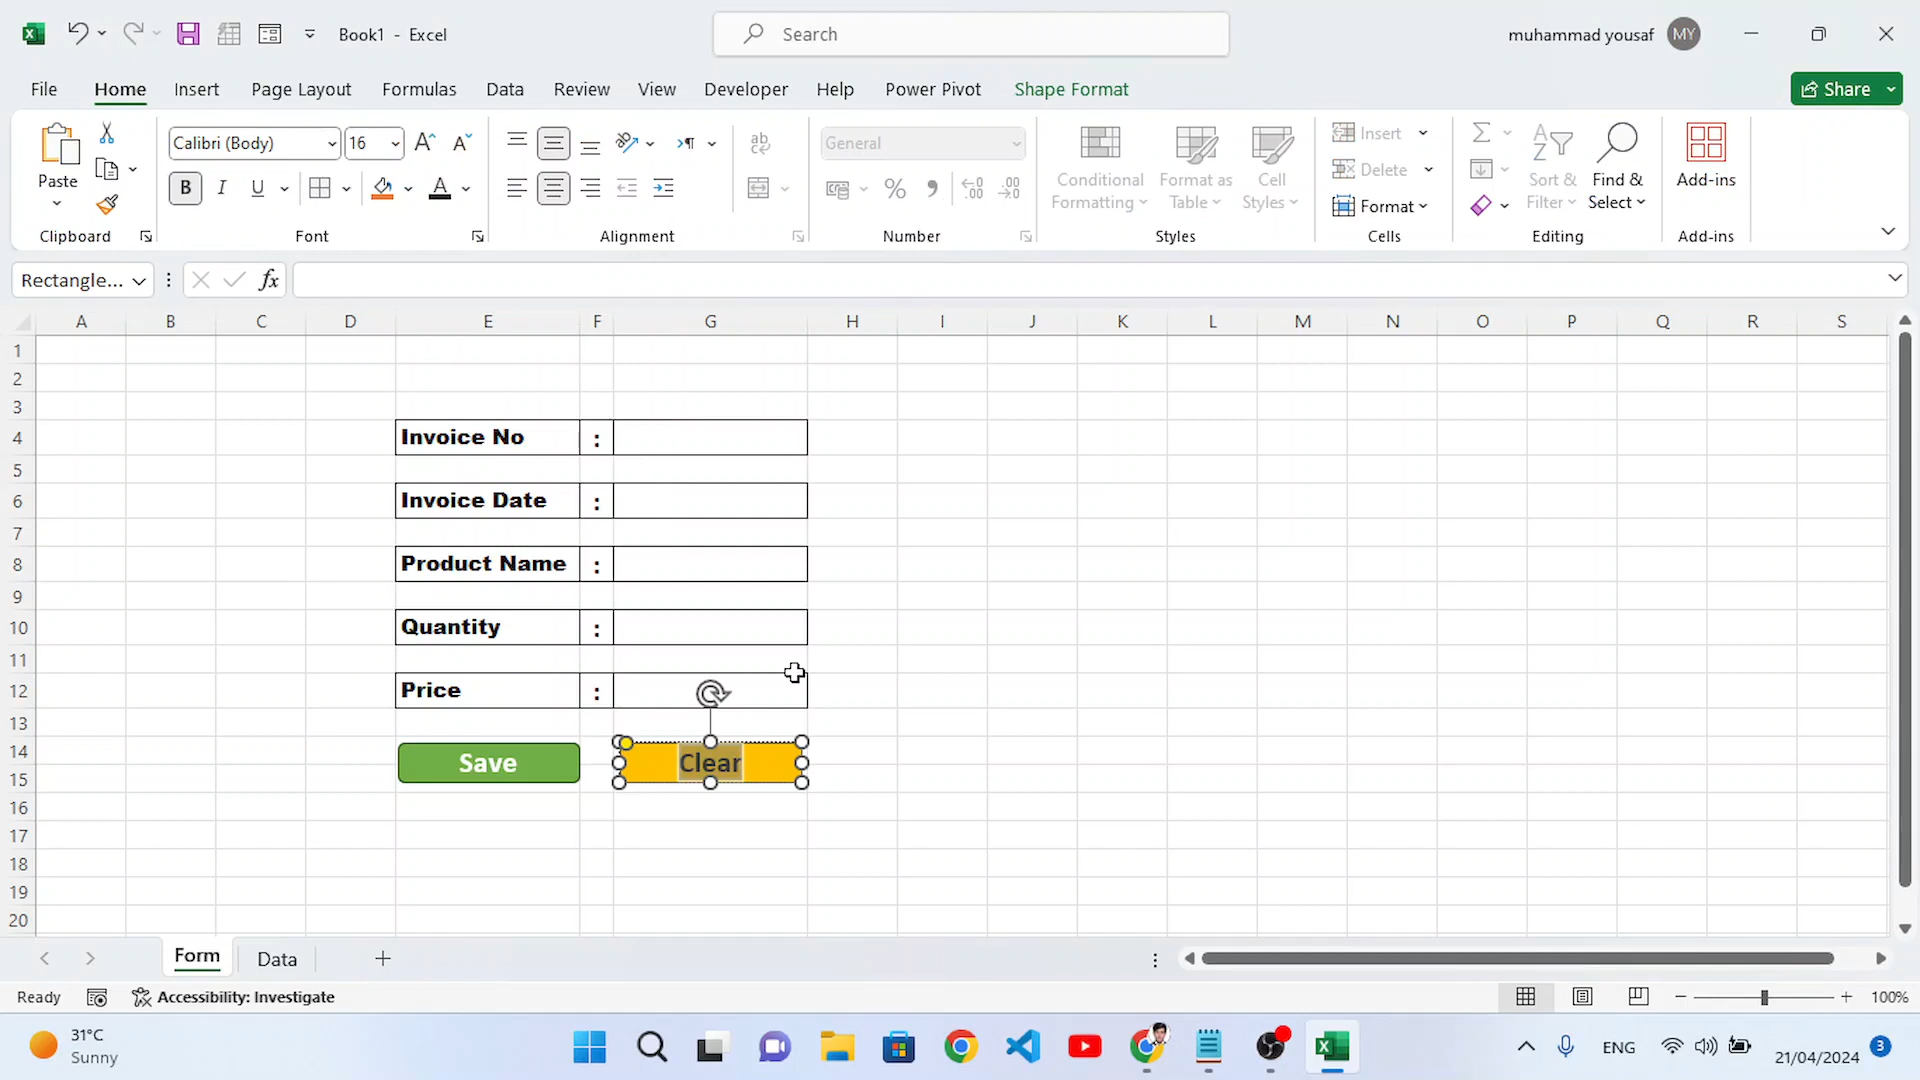 Book1 - Excel
Search
muhammad yousaf
MY
File Home Insert Page Layout Formulas Data Review View Developer Help Power Pivot Shape Format
Share
Paste
Calibri (Body) 16
B I U
General
Conditional Formatting
Format as Table
Cell Styles
Insert
Delete
Format
Sort & Filter
Find & Select
Add-ins
Clipboard Font Alignment Number Styles Cells Editing Add-ins
Rectangle...
fx
A B C D E F G H I J K L M N O P Q R S
1
2
3
4 Invoice No :
5
6 Invoice Date :
7
8 Product Name :
9
10 Quantity :
11
12 Price :
13
14 Save Clear
15
16
17
18
19
20
Form Data
Ready Accessibility: Investigate 100%
31°C
Sunny
ENG
21/04/2024
3